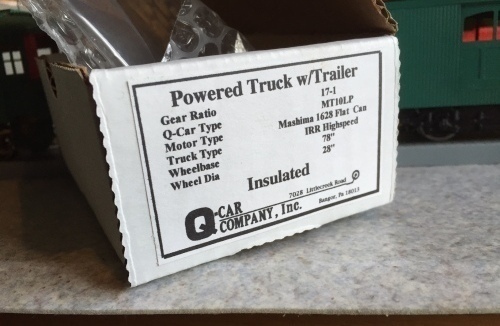 Powered Truck w/Trailer
Gear Ratio 17-1
Q-Car Type MT10LP
Motor Type Mashima 1628 Flat Can
Truck Type IRR Highspeed
Wheelbase 78"
Wheel Dia 28"
Insulated
Q-CAR COMPANY, Inc.
7028 Littlecreek Road
Bangor, Pa 18013